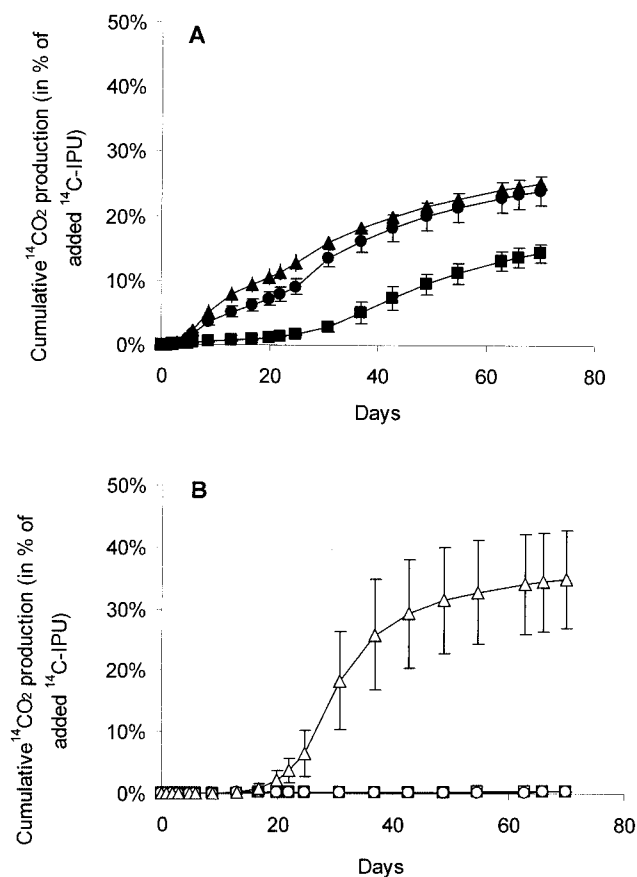 A
Cumulative ¹⁴CO₂ production (in % of
added ¹⁴C-IPU)
50%
40%
30%
20%
10%
0%
0 20 40 60 80
Days
B
Cumulative ¹⁴CO₂ production (in % of
added ¹⁴C-IPU)
50%
40%
30%
20%
10%
0%
0 20 40 60 80
Days